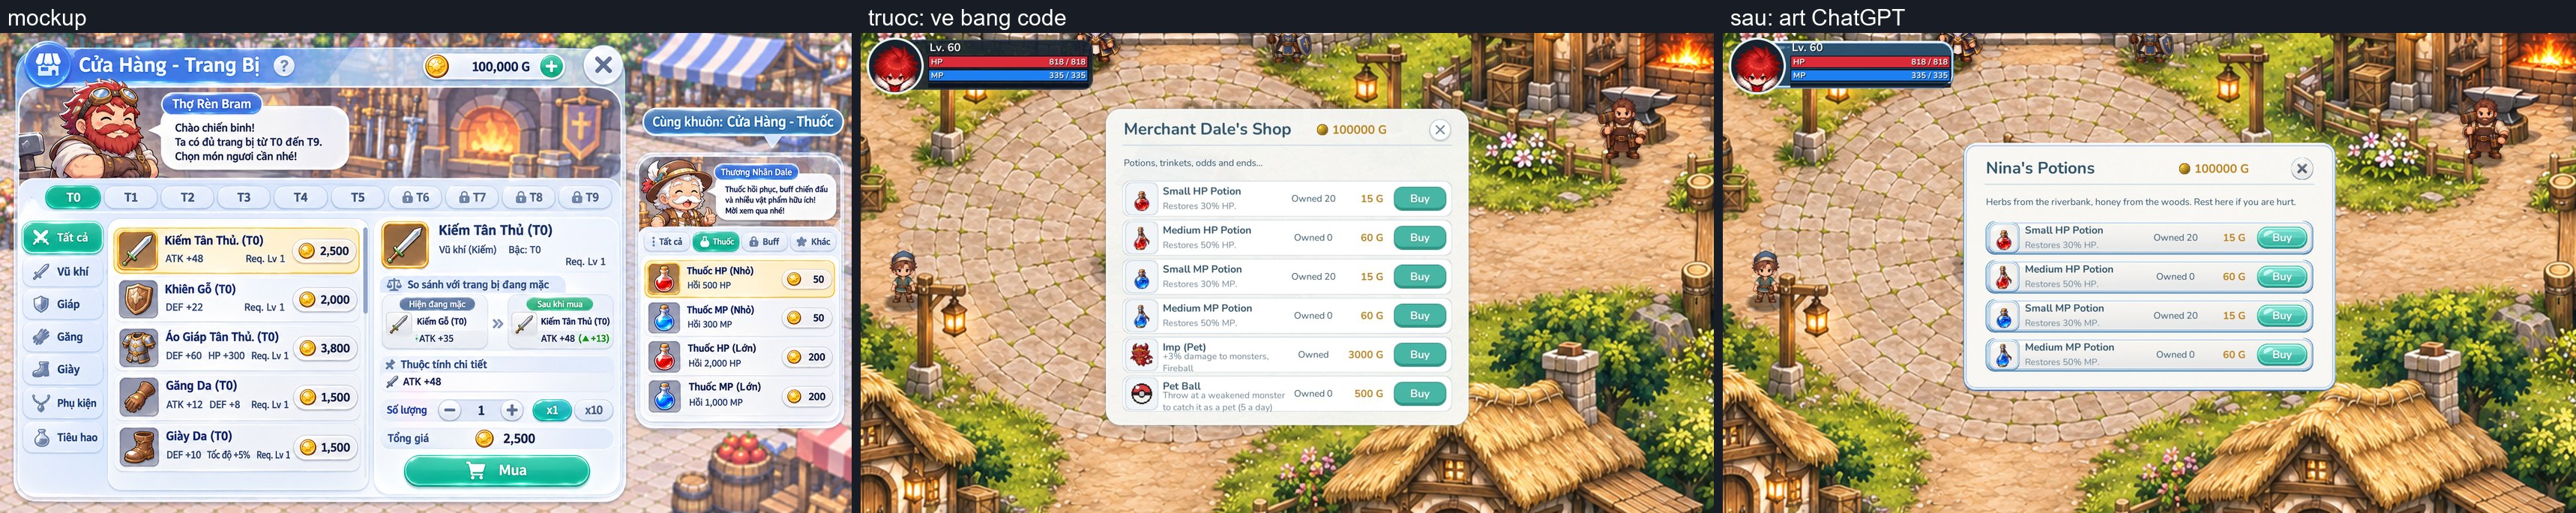 mockup
Cửa Hàng - Trang Bị ?
100,000 G
Thợ Rèn Bram
Chào chiến binh!
Ta có đủ trang bị từ T0 đến T9.
Chọn món ngươi cần nhé!
T0 T1 T2 T3 T4 T5 T6 T7 T8 T9
Tất cả
Vũ khí
Giáp
Găng
Giày
Phụ kiện
Tiêu hao
Kiếm Tân Thủ. (T0)
ATK +48 Req. Lv 1
2,500
Khiên Gỗ (T0)
DEF +22 Req. Lv 1
2,000
Áo Giáp Tân Thủ. (T0)
DEF +60 HP +300 Req. Lv 1
3,800
Găng Da (T0)
ATK +12 DEF +8 Req. Lv 1
1,500
Giày Da (T0)
DEF +10 Tốc độ +5% Req. Lv 1
1,500
Kiếm Tân Thủ (T0)
Vũ khí (Kiếm) Bậc: T0
Req. Lv 1
So sánh với trang bị đang mặc
Hiện đang mặc
Kiếm Gỗ (T0)
ATK +35
Sau khi mua
Kiếm Tân Thủ (T0)
ATK +48 (▲+13)
Thuộc tính chi tiết
ATK +48
Số lượng − 1 + x1 x10
Tổng giá 2,500
Mua
Cùng khuôn: Cửa Hàng - Thuốc
Thương Nhân Dale
Thuốc hồi phục, buff chiến đấu
và nhiều vật phẩm hữu ích!
Mời xem qua nhé!
Tất cả Thuốc Buff Khác
Thuốc HP (Nhỏ)
Hồi 500 HP
50
Thuốc MP (Nhỏ)
Hồi 300 MP
50
Thuốc HP (Lớn)
Hồi 2,000 HP
200
Thuốc MP (Lớn)
Hồi 1,000 MP
200
truoc: ve bang code
Lv. 60
HP 818 / 818
MP 335 / 335
Merchant Dale's Shop 100000 G
Potions, trinkets, odds and ends...
Small HP Potion
Restores 30% HP.
Owned 20 15 G Buy
Medium HP Potion
Restores 50% HP.
Owned 0 60 G Buy
Small MP Potion
Restores 30% MP.
Owned 20 15 G Buy
Medium MP Potion
Restores 50% MP.
Owned 0 60 G Buy
Imp (Pet)
+3% damage to monsters,
Fireball
Owned 3000 G Buy
Pet Ball
Throw at a weakened monster
to catch it as a pet (5 a day)
Owned 0 500 G Buy
sau: art ChatGPT
Lv. 60
HP 818 / 818
MP 335 / 335
Nina's Potions 100000 G
Herbs from the riverbank, honey from the woods. Rest here if you are hurt.
Small HP Potion
Restores 30% HP.
Owned 20 15 G Buy
Medium HP Potion
Restores 50% HP.
Owned 0 60 G Buy
Small MP Potion
Restores 30% MP.
Owned 20 15 G Buy
Medium MP Potion
Restores 50% MP.
Owned 0 60 G Buy